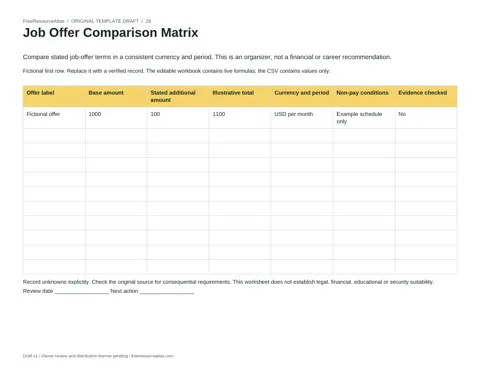 FreeResourceAtlas / ORIGINAL TEMPLATE DRAFT / 29
Job Offer Comparison Matrix
Compare stated job-offer terms in a consistent currency and period. This is an organizer, not a financial or career recommendation.
Fictional first row. Replace it with a verified record. The editable workbook contains live formulas; the CSV contains values only.
Offer label Base amount Stated additional amount Illustrative total Currency and period Non-pay conditions Evidence checked
Fictional offer 1000 100 1100 USD per month Example schedule only No
Record unknowns explicitly. Check the original source for consequential requirements. This worksheet does not establish legal, financial, educational or security suitability.
Review date __________________ Next action __________________
Draft v1 / Owner review and distribution license pending / freeresourceatlas.com